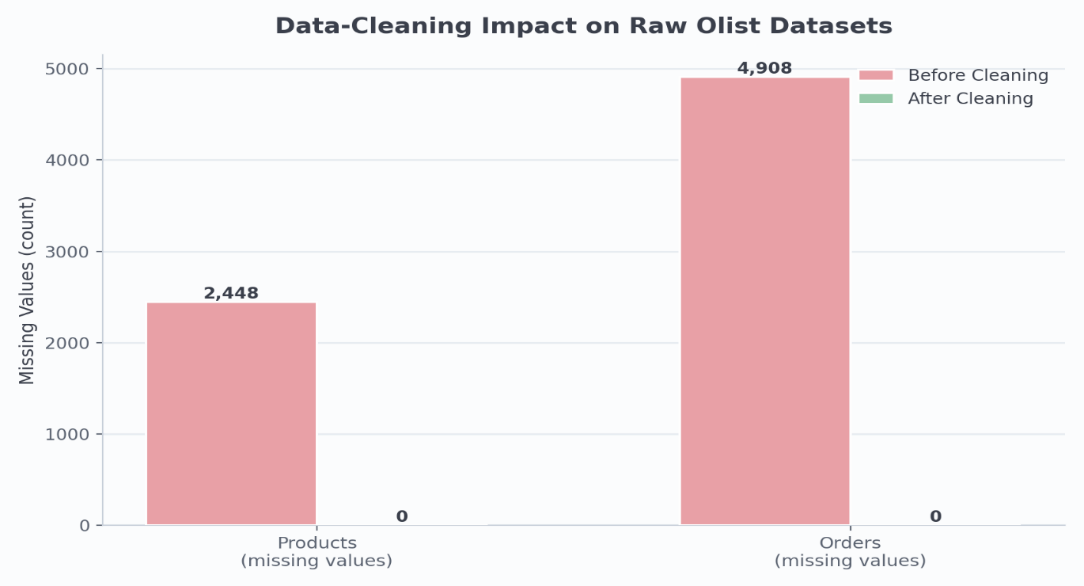 Data-Cleaning Impact on Raw Olist Datasets
Before Cleaning
After Cleaning
Missing Values (count)
5000
4000
3000
2000
1000
0
2,448
0
4,908
0
Products
(missing values)
Orders
(missing values)